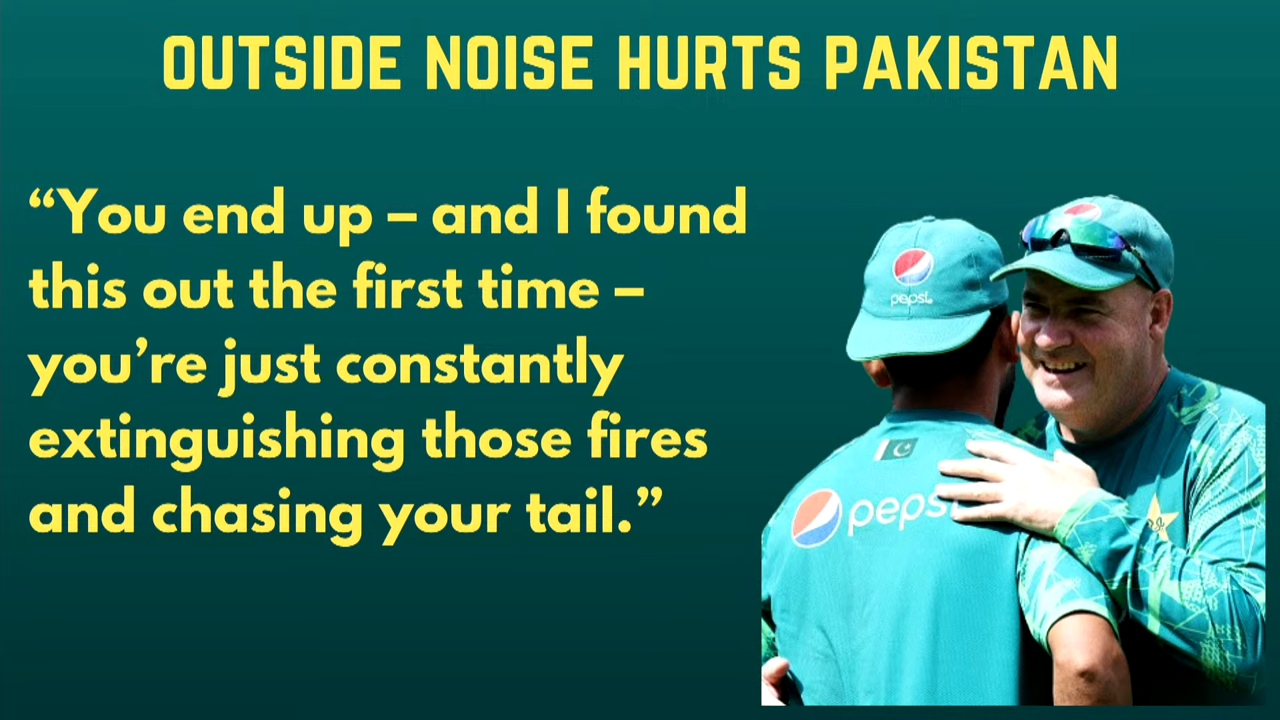 OUTSIDE NOISE HURTS PAKISTAN
“You end up – and I found
this out the first time –
you’re just constantly
extinguishing those fires
and chasing your tail.”
pepsi
pepsi